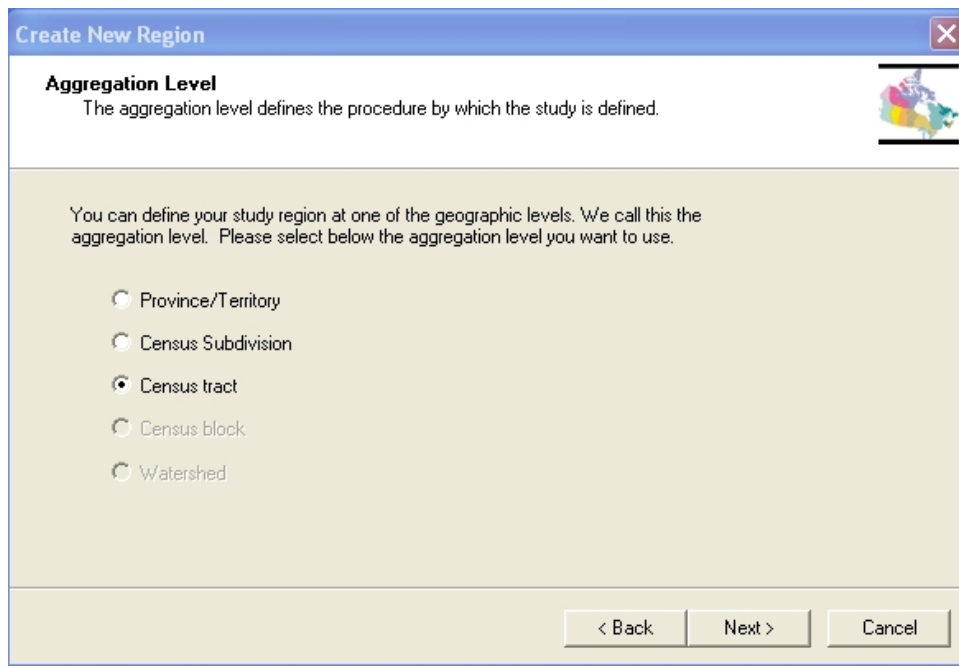 Create New Region
Aggregation Level
The aggregation level defines the procedure by which the study is defined.
You can define your study region at one of the geographic levels. We call this the
aggregation level.  Please select below the aggregation level you want to use.
Province/Territory
Census Subdivision
Census tract
Census block
Watershed
< Back
Next >
Cancel